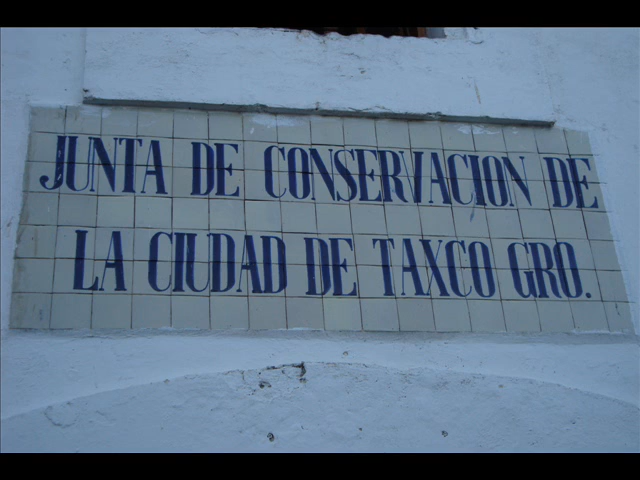 JUNTA DE CONSERVACION DE
LA CIUDAD DE TAXCO GRO.